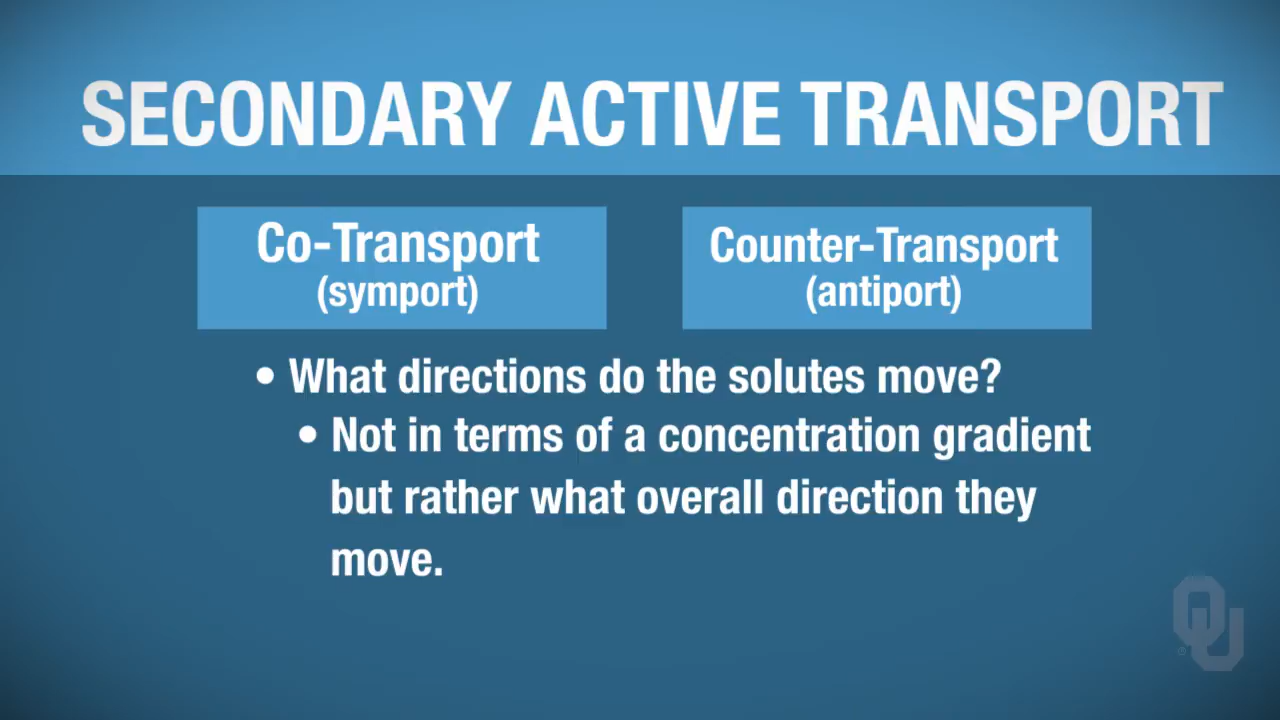 SECONDARY ACTIVE TRANSPORT
Co-Transport
(symport)
Counter-Transport
(antiport)
• What directions do the solutes move?
• Not in terms of a concentration gradient
but rather what overall direction they
move.
OU
®